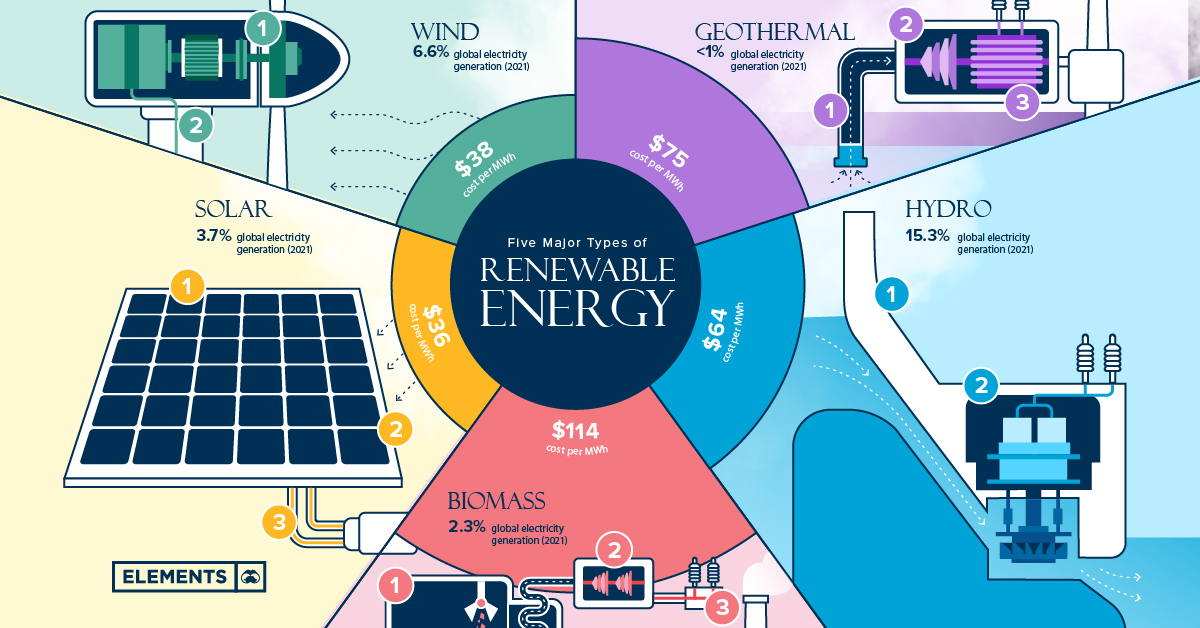 Five Major Types of
RENEWABLE
ENERGY
WIND
6.6% global electricity
generation (2021)
$38
cost per MWh
1
2
GEOTHERMAL
<1% global electricity
generation (2021)
$75
cost per MWh
1
2
3
HYDRO
15.3% global electricity
generation (2021)
$64
cost per MWh
1
2
BIOMASS
2.3% global electricity
generation (2021)
$114
cost per MWh
1
2
3
SOLAR
3.7% global electricity
generation (2021)
$36
cost per MWh
1
2
3
ELEMENTS